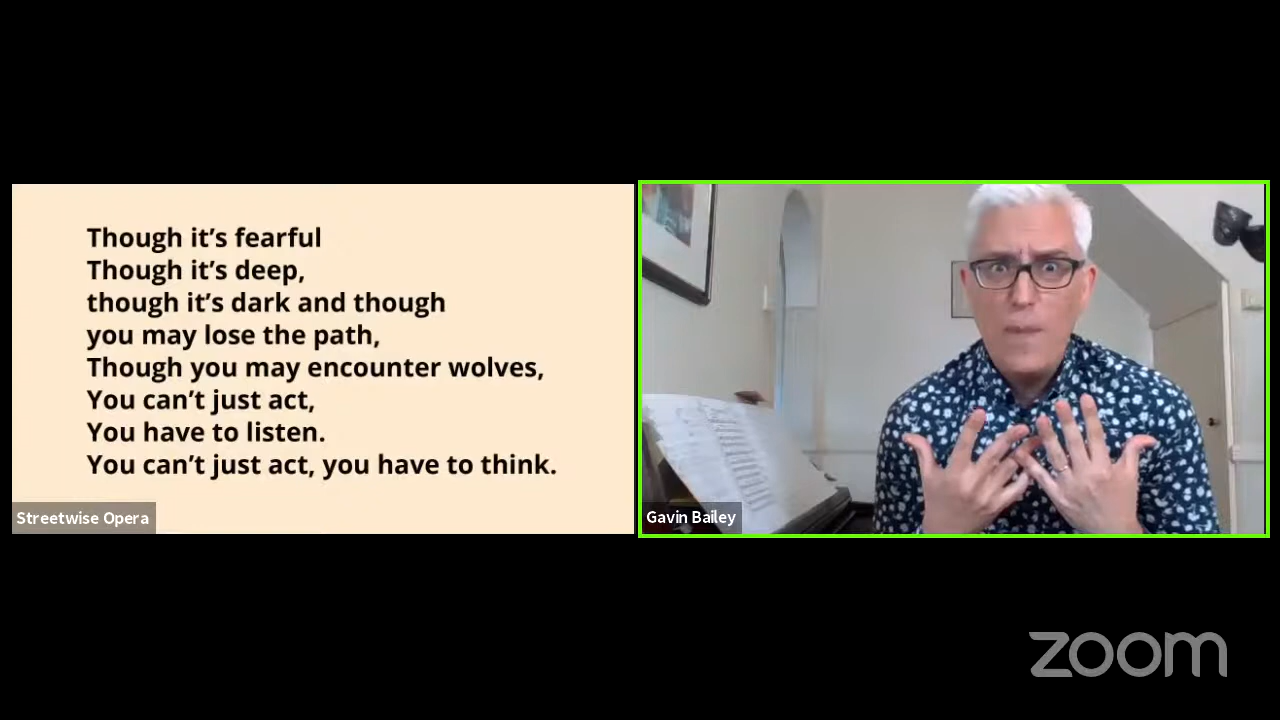 Though it’s fearful
Though it’s deep,
though it’s dark and though
you may lose the path,
Though you may encounter wolves,
You can’t just act,
You have to listen.
You can’t just act, you have to think.
Streetwise Opera
Gavin Bailey
zoom